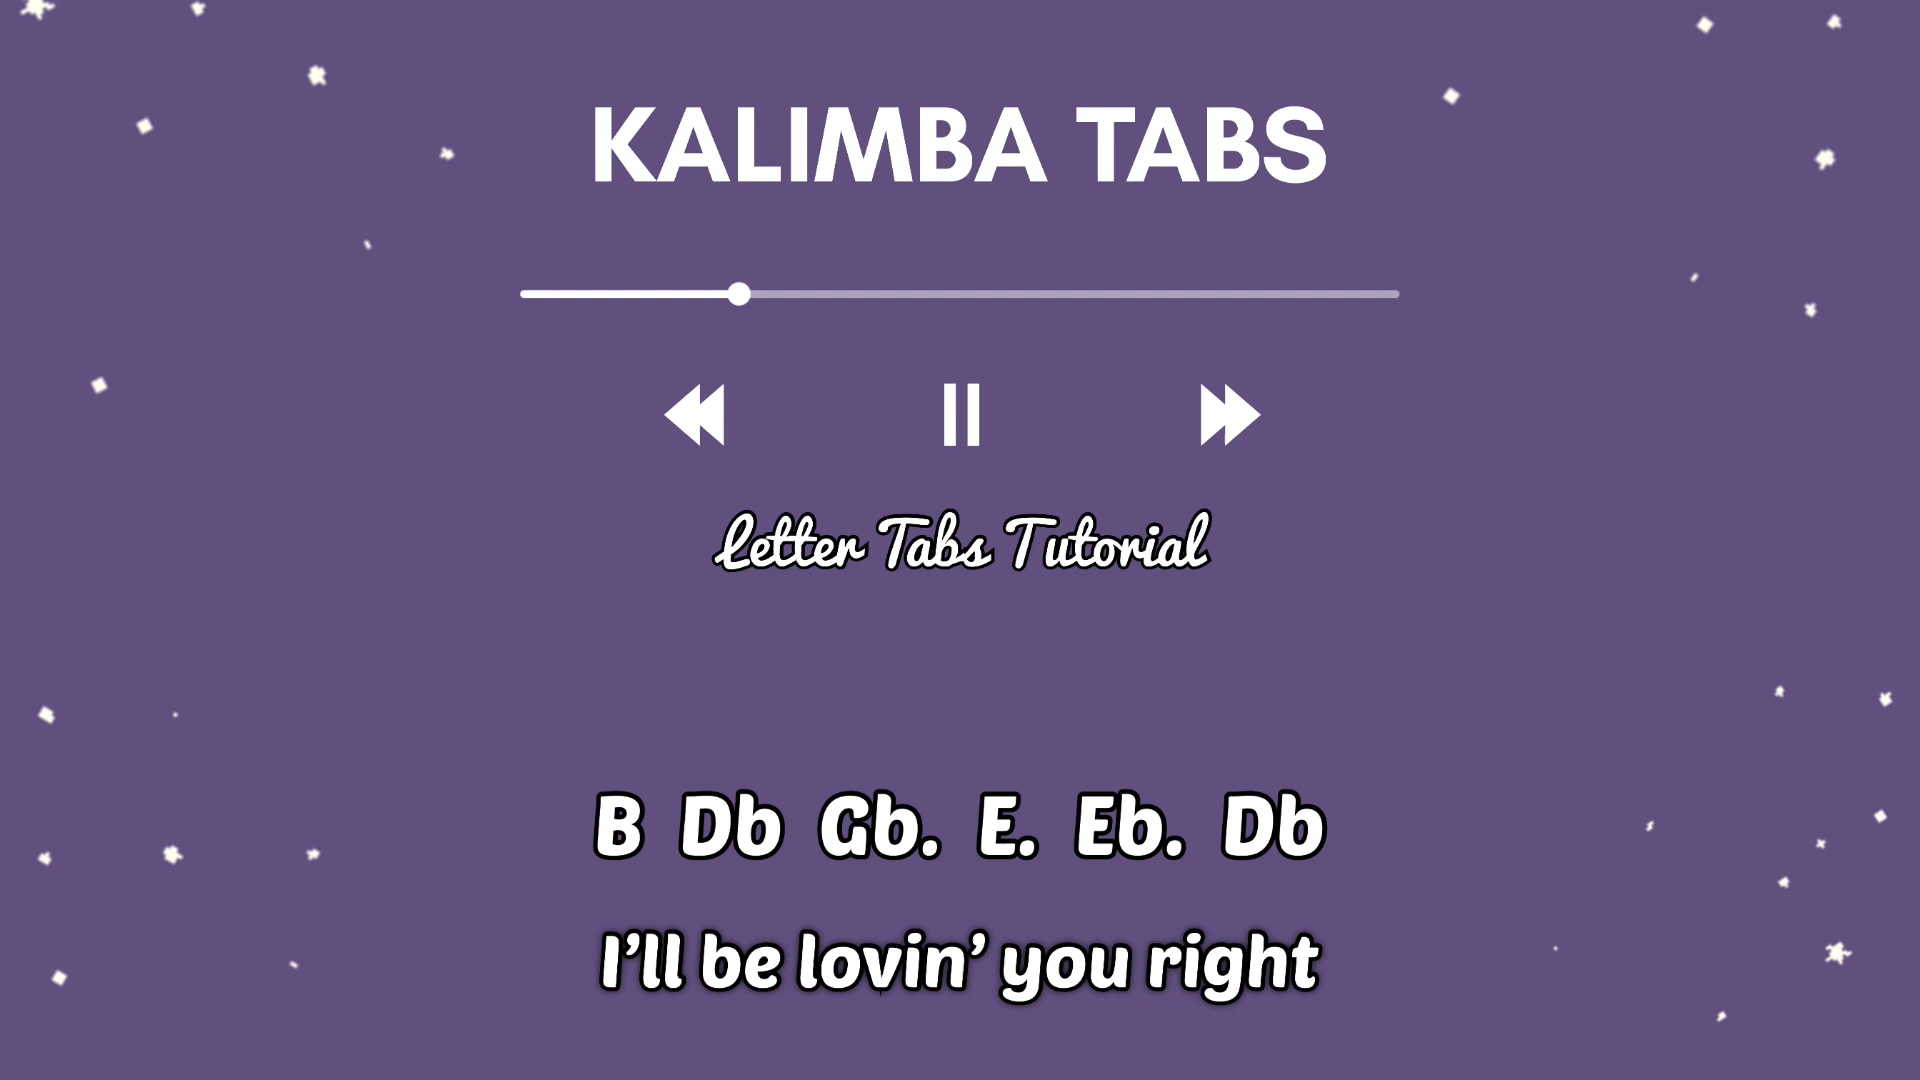 KALIMBA TABS
Letter Tabs Tutorial
B Db Gb. E. Eb. Db
I’ll be lovin’ you right